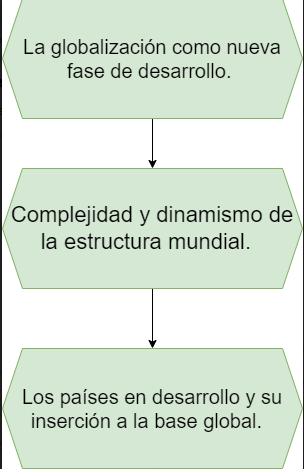 La globalización como nueva
fase de desarrollo.
Complejidad y dinamismo de
la estructura mundial.
Los países en desarrollo y su
inserción a la base global.